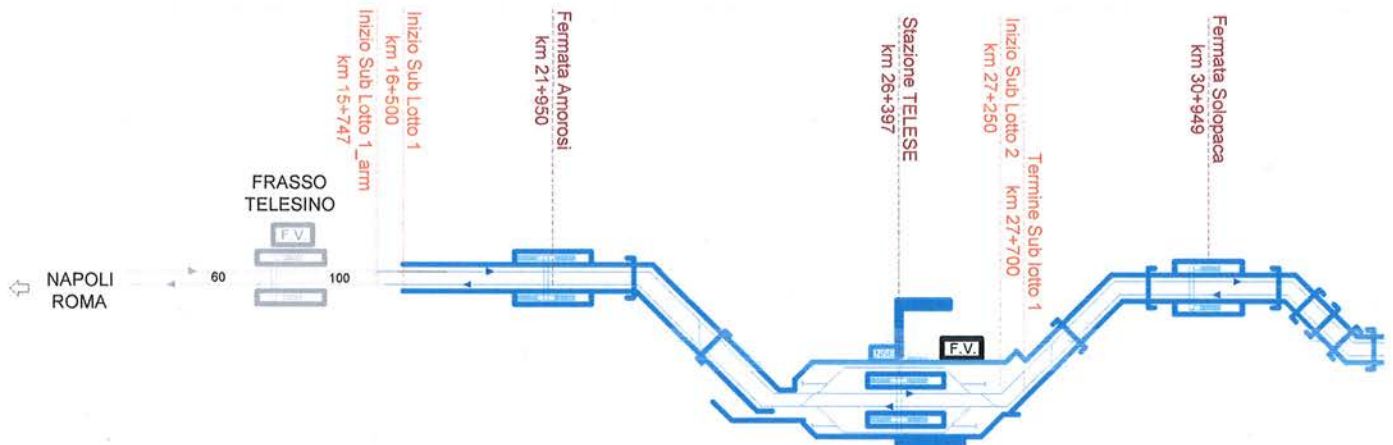 Inizio Sub Lotto 1_arm
km 15+747
Inizio Sub Lotto 1
km 16+500
Fermata Amorosi
km 21+950
Stazione TELESE
km 26+397
Inizio Sub Lotto 2
km 27+250
Termine Sub lotto 1
km 27+700
Fermata Solopaca
km 30+949
FRASSO
TELESINO
F.V.
60
100
NAPOLI
ROMA
F.V.